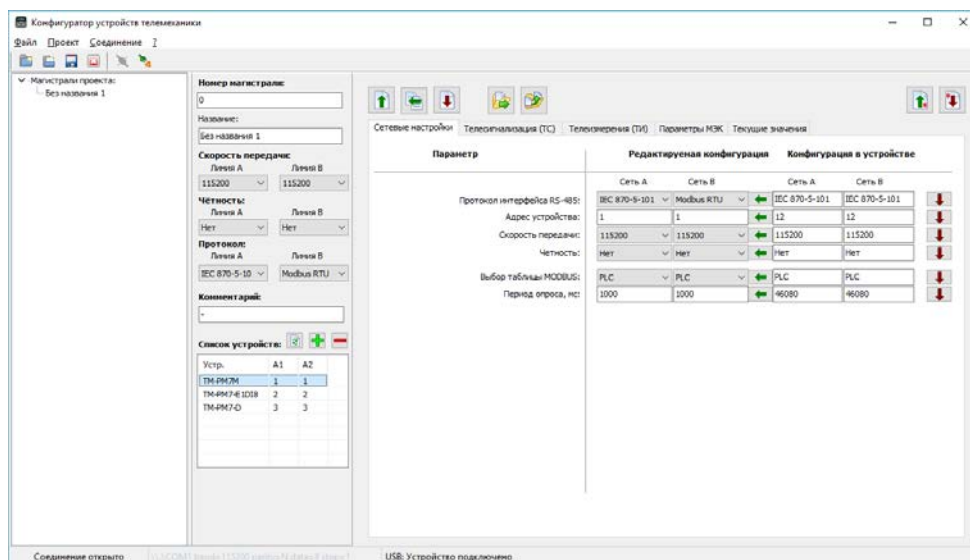 Конфигуратор устройств телемеханики
Файл Проект Соединение ?
Магистрали проекта:
Без названия 1
Номер магистрали:
0
Название:
Без названия 1
Скорость передачи:
Линия А Линия В
115200 115200
Чётность:
Линия А Линия В
Нет Нет
Протокол:
Линия А Линия В
IEC 870-5-10 Modbus RTU
Комментарий:
-
Список устройств:
Устр. А1 А2
TM-PM7M 1 1
TM-PM7-E1DI8 2 2
TM-PM7-D 3 3
Сетевые настройки Телесигнализация (ТС) Телеизмерения (ТИ) Параметры МЭК Текущие значения
Параметр Редактируемая конфигурация Конфигурация в устройстве
Сеть А Сеть В Сеть А Сеть В
Протокол интерфейса RS-485: IEC 870-5-101 Modbus RTU IEC 870-5-101 IEC 870-5-101
Адрес устройства: 1 1 12 12
Скорость передачи: 115200 115200 115200 115200
Четность: Нет Нет Нет Нет
Выбор таблицы MODBUS: PLC PLC PLC PLC
Период опроса, мс: 1000 1000 46080 46080
Соединение открыто USB: Устройство подключено